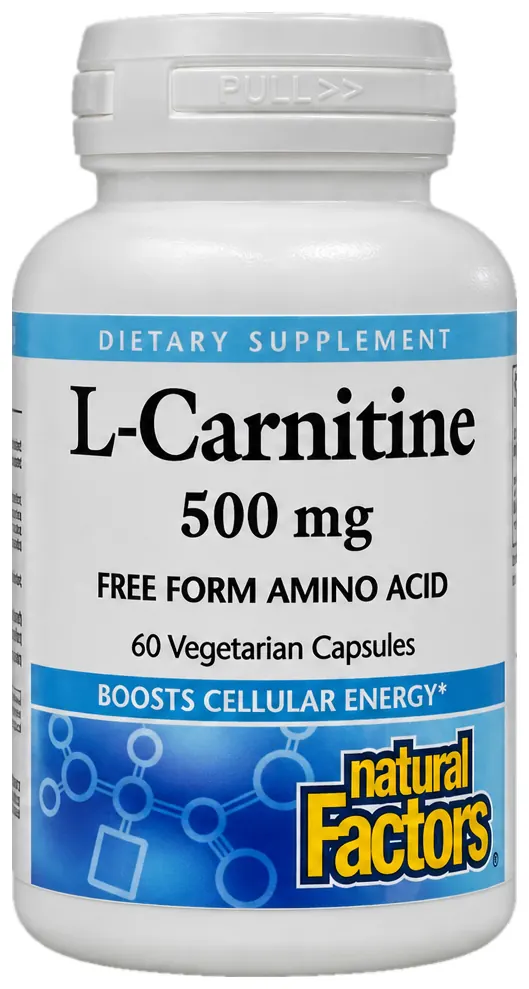 PULL>>
DIETARY SUPPLEMENT
L-Carnitine
500 mg
FREE FORM AMINO ACID
60 Vegetarian Capsules
BOOSTS CELLULAR ENERGY*
natural
Factors®